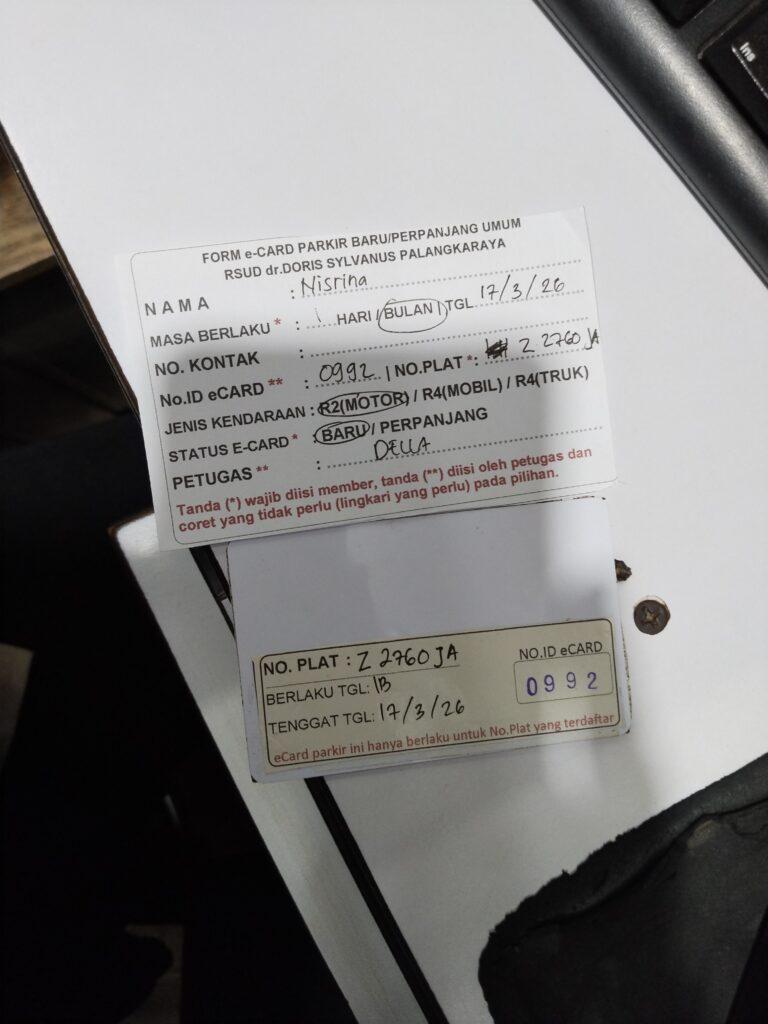 Ins
FORM e-CARD PARKIR BARU/PERPANJANG UMUM
RSUD dr.DORIS SYLVANUS PALANGKARAYA
NAMA : Nisrina
MASA BERLAKU * : 1 HARI / BULAN | TGL 17/3/26
NO. KONTAK :
No.ID eCARD ** : 0992 | NO.PLAT *: Z 2760 JA
JENIS KENDARAAN : R2(MOTOR) / R4(MOBIL) / R4(TRUK)
STATUS E-CARD * : BARU / PERPANJANG
PETUGAS ** : DELLA
Tanda (*) wajib diisi member, tanda (**) diisi oleh petugas dan
coret yang tidak perlu (lingkari yang perlu) pada pilihan.
NO. PLAT : Z 2760 JA
NO.ID eCARD
BERLAKU TGL: 1B
0992
TENGGAT TGL: 17/3/26
eCard parkir ini hanya berlaku untuk No.Plat yang terdaftar